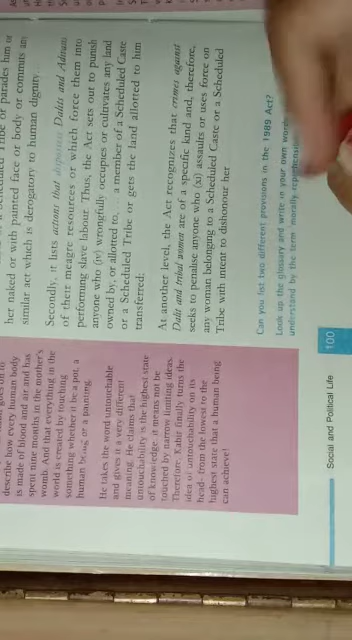 describe how every human body
is made of blood and air and has
spent nine months in the mother's
womb. And that everything in the
world is created by touching
something whether it be a pot, a
human being or a painting.
He takes the word untouchable
and gives it a very different
meaning. He claims that
untouchability is the highest state
of knowledge: it means not be
touched by narrow limiting ideas.
Therefore, Kabir finally turns the
idea of untouchability on its
head– from the lowest to the
highest state that a human being
can achieve!
Tribe or parades him or
her naked or with painted face or body or commits any
similar act which is derogatory to human dignity
Secondly, it lists actions that dispossess Dalits and Adivasis
of their meagre resources or which force them into
performing slave labour. Thus, the Act sets out to punish
anyone who (iv) wrongfully occupies or cultivates any land
owned by, or allotted to, ... a member of a Scheduled Caste
or a Scheduled Tribe or gets the land allotted to him
transferred;
At another level, the Act recognizes that crimes against
Dalit and tribal women are of a specific kind and, therefore,
seeks to penalise anyone who (xi) assaults or uses force on
any woman belonging to a Scheduled Caste or a Scheduled
Tribe with intent to dishonour her
Can you list two different provisions in the 1989 Act?
Look up the glossary and write in your own words
understand by the term 'morally reprehensible
Social and Political Life
100